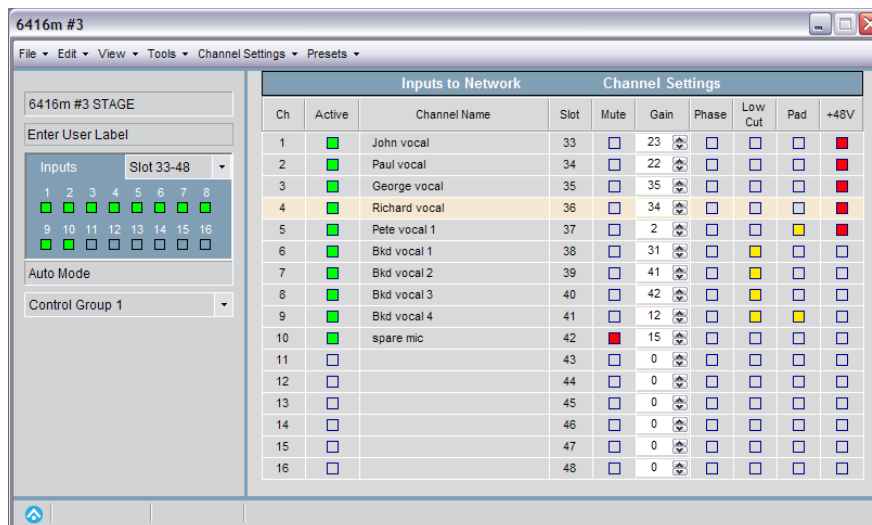 6416m #3
File Edit View Tools Channel Settings Presets
6416m #3 STAGE
Enter User Label
Inputs Slot 33-48
1 2 3 4 5 6 7 8
9 10 11 12 13 14 15 16
Auto Mode
Control Group 1
Inputs to Network Channel Settings
Ch Active Channel Name Slot Mute Gain Phase Low Cut Pad +48V
1 John vocal 33 23
2 Paul vocal 34 22
3 George vocal 35 35
4 Richard vocal 36 34
5 Pete vocal 1 37 2
6 Bkd vocal 1 38 31
7 Bkd vocal 2 39 41
8 Bkd vocal 3 40 42
9 Bkd vocal 4 41 12
10 spare mic 42 15
11 43 0
12 44 0
13 45 0
14 46 0
15 47 0
16 48 0